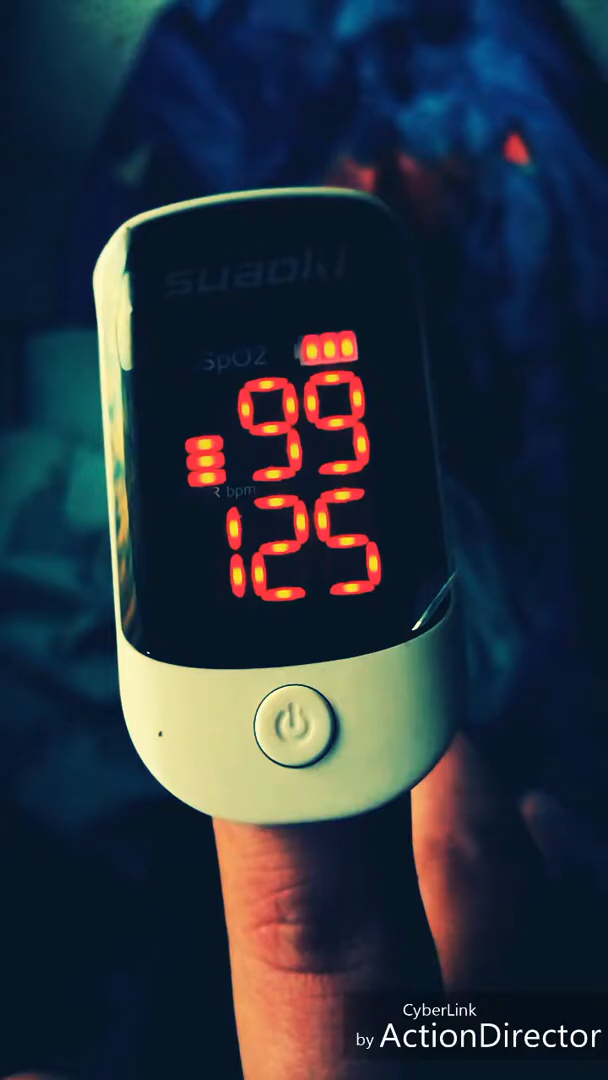 suaoki
SpO2
99
R bpm
125
CyberLink
by ActionDirector